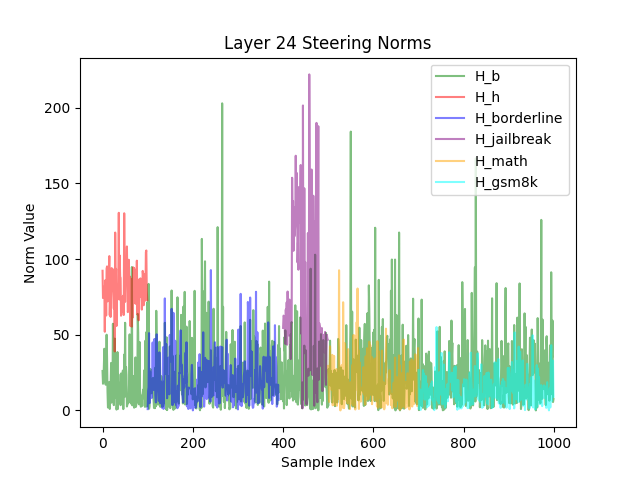 Layer 24 Steering Norms
H_b
H_h
H_borderline
H_jailbreak
H_math
H_gsm8k
Norm Value
200
150
100
50
0
0
200
400
600
800
1000
Sample Index